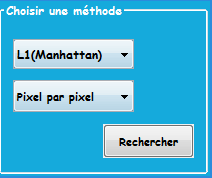 Choisir une méthode
L1(Manhattan)
Pixel par pixel
Rechercher